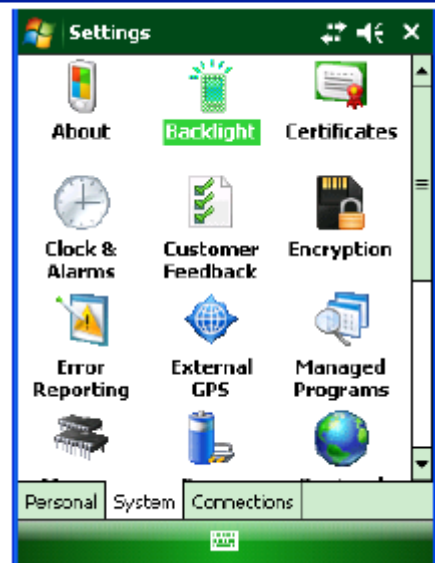 Settings
About
Backlight
Certificates
Clock &
Alarms
Customer
Feedback
Encryption
Error
Reporting
External
GPS
Managed
Programs
Personal
System
Connections